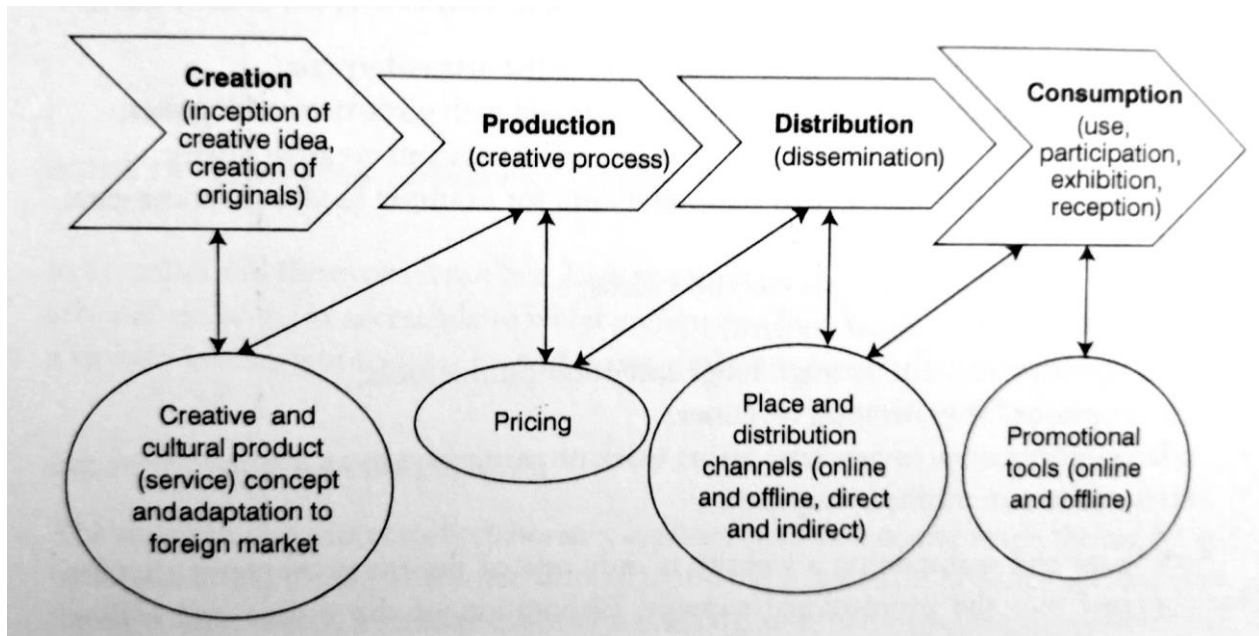 Creation
(inception of
creative idea,
creation of
originals)
Production
(creative process)
Distribution
(dissemination)
Consumption
(use,
participation,
exhibition,
reception)
Creative and
cultural product
(service) concept
and adaptation to
foreign market
Pricing
Place and
distribution
channels (online
and offline, direct
and indirect)
Promotional
tools (online
and offline)